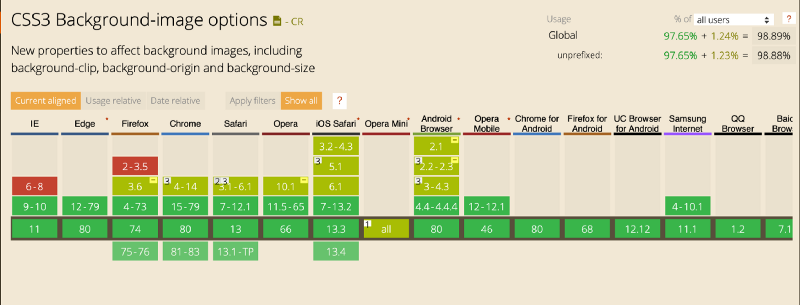 CSS3 Background-image options - CR
Usage % of all users ?
Global 97.65% + 1.24% = 98.89%
unprefixed: 97.65% + 1.23% = 98.88%
New properties to affect background images, including
background-clip, background-origin and background-size
Current aligned Usage relative Date relative Apply filters Show all ?
IE Edge Firefox Chrome Safari Opera iOS Safari Opera Mini Android Browser Opera Mobile Chrome for Android Firefox for Android UC Browser for Android Samsung Internet QQ Browser
3.2-4.3 2.1
2-3.5 3 5.1 3 2.2-2.3
6-8 3.6 3 4-14 3.1-6.1 10.1 6.1 3 3-4.3
9-10 12-79 4-73 15-79 7-12.1 11.5-65 7-13.2 4.4-4.4.4 12-12.1 4-10.1
11 80 74 80 13 66 13.3 1 all 80 46 80 68 12.12 11.1 1.2
75-76 81-83 13.1-TP 13.4